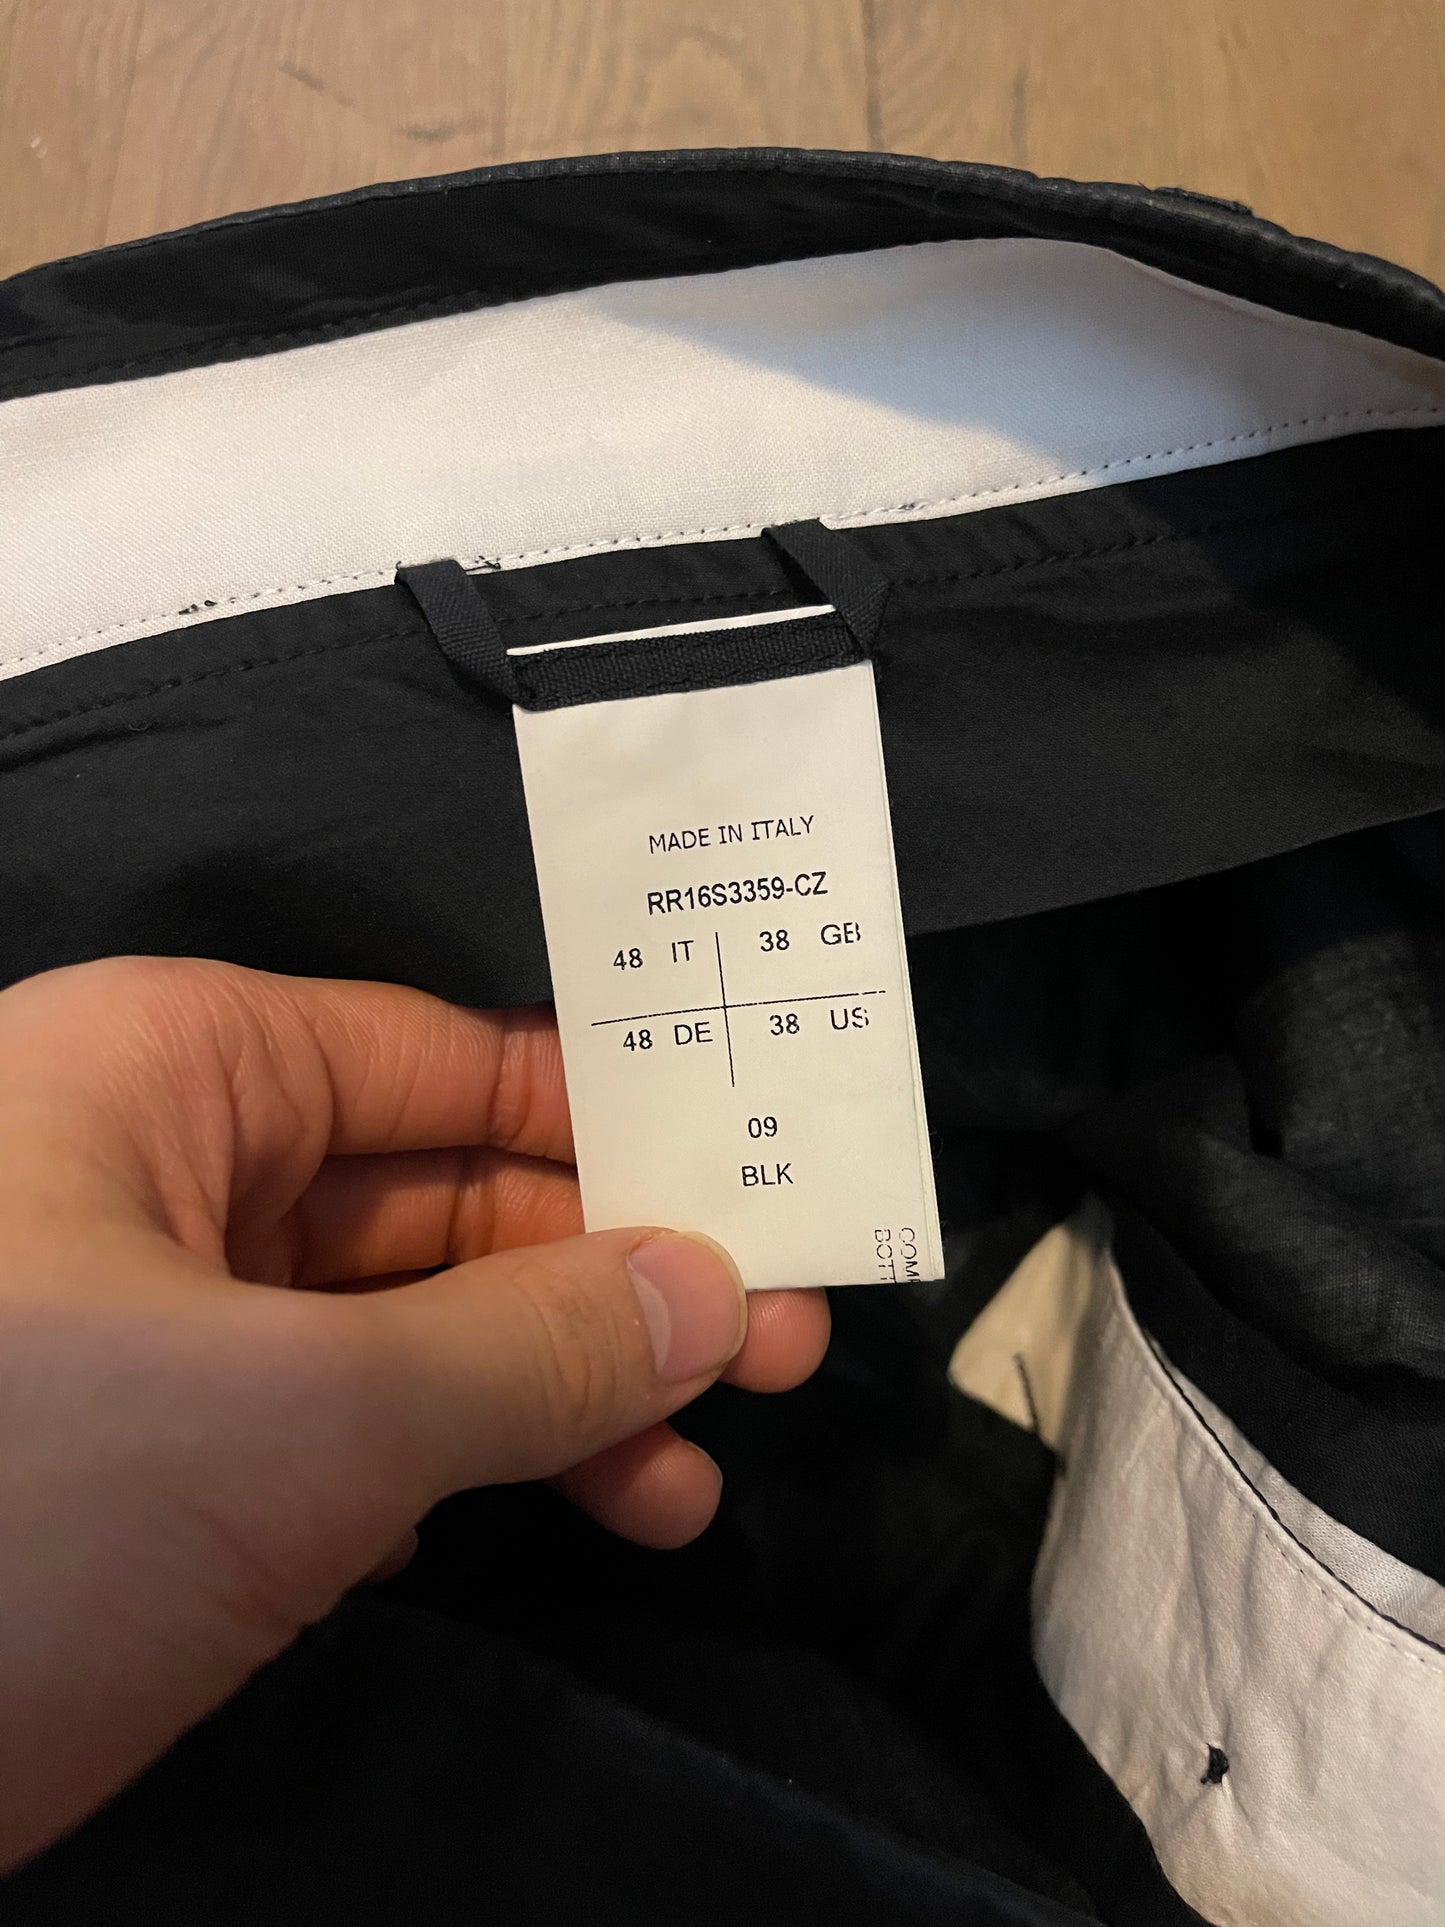 MADE IN ITALY
RR16S3359-CZ
48 IT 38 GB
48 DE 38 US
09
BLK